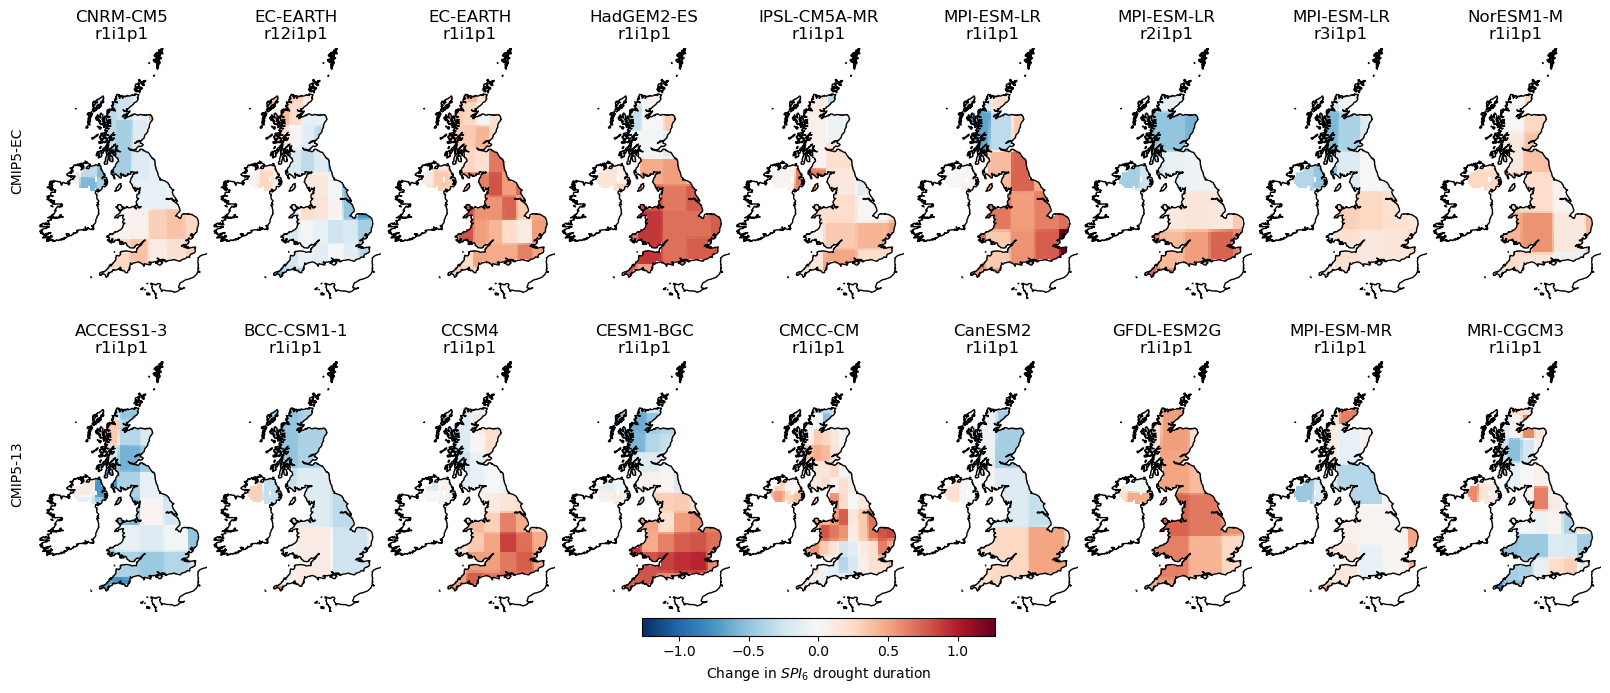 CNRM-CM5
r1i1p1
EC-EARTH
r12i1p1
EC-EARTH
r1i1p1
HadGEM2-ES
r1i1p1
IPSL-CM5A-MR
r1i1p1
MPI-ESM-LR
r1i1p1
MPI-ESM-LR
r2i1p1
MPI-ESM-LR
r3i1p1
NorESM1-M
r1i1p1
CMIP5-EC
ACCESS1-3
r1i1p1
BCC-CSM1-1
r1i1p1
CCSM4
r1i1p1
CESM1-BGC
r1i1p1
CMCC-CM
r1i1p1
CanESM2
r1i1p1
GFDL-ESM2G
r1i1p1
MPI-ESM-MR
r1i1p1
MRI-CGCM3
r1i1p1
CMIP5-13
−1.0 −0.5 0.0 0.5 1.0
Change in SPI₆ drought duration